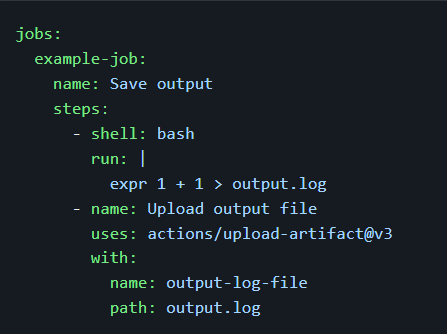 jobs:
  example-job:
    name: Save output
    steps:
      - shell: bash
        run: |
          expr 1 + 1 > output.log
      - name: Upload output file
        uses: actions/upload-artifact@v3
        with:
          name: output-log-file
          path: output.log